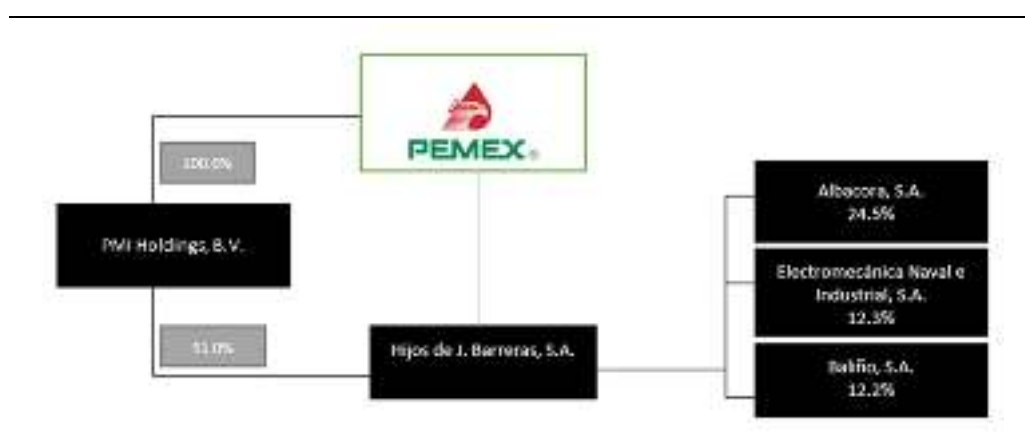 PEMEX®
100.0%
PMI Holdings, B.V.
51.0%
Hijos de J. Barreras, S.A.
Albacora, S.A.
24.5%
Electromecánica Naval e
Industrial, S.A.
12.3%
Baliño, S.A.
12.2%